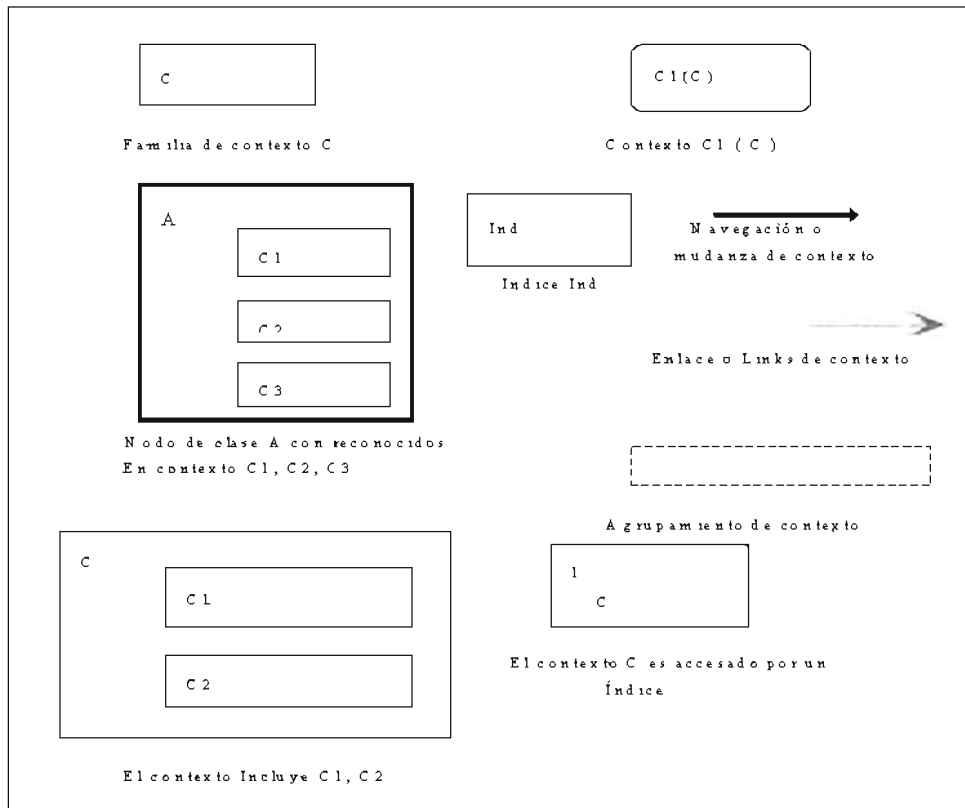 C
C1(C)
Familia de contexto C
Contexto C1 ( C )
A
C1
C2
C3
Ind
Indice Ind
Navegación o
mudanza de contexto
Enlace o Links de contexto
Nodo de clase A con reconocidos
En contexto C1, C2, C3
Agrupamiento de contexto
C
C1
C2
1
C
El contexto C es accesado por un
Índice
El contexto Incluye C1, C2